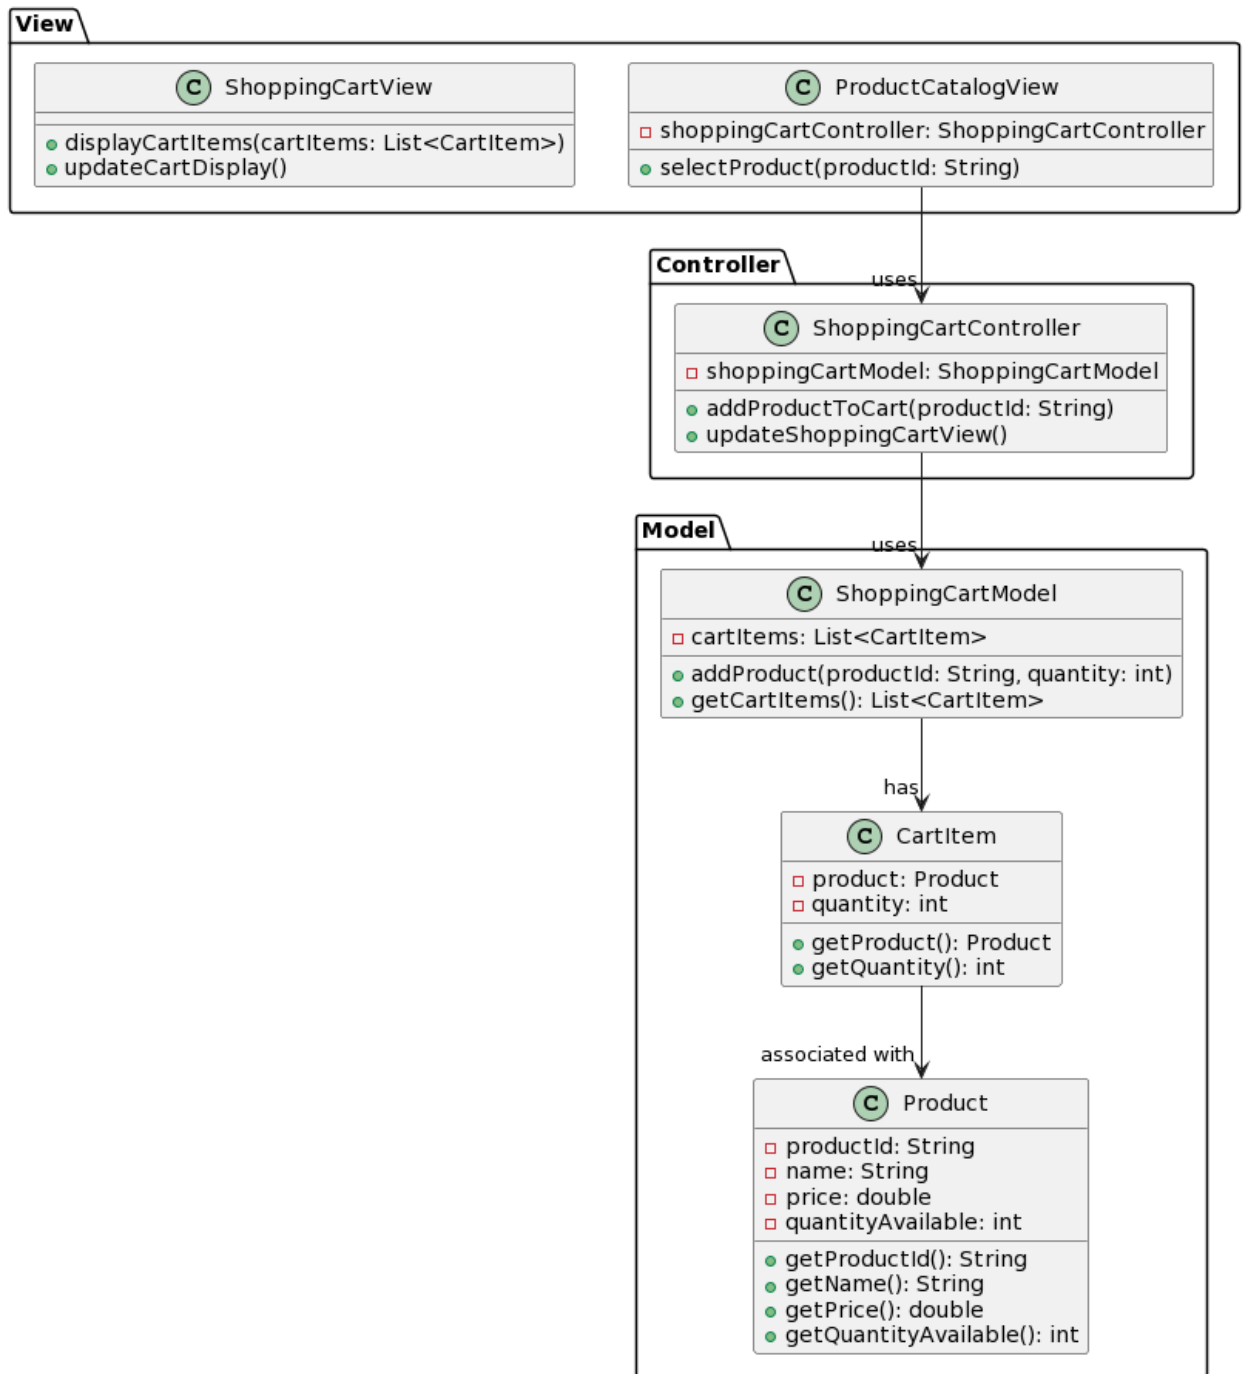 View
C ShoppingCartView
displayCartItems(cartItems: List<CartItem>)
updateCartDisplay()
C ProductCatalogView
shoppingCartController: ShoppingCartController
selectProduct(productId: String)
uses
Controller
C ShoppingCartController
shoppingCartModel: ShoppingCartModel
addProductToCart(productId: String)
updateShoppingCartView()
uses
Model
C ShoppingCartModel
cartItems: List<CartItem>
addProduct(productId: String, quantity: int)
getCartItems(): List<CartItem>
has
C CartItem
product: Product
quantity: int
getProduct(): Product
getQuantity(): int
associated with
C Product
productId: String
name: String
price: double
quantityAvailable: int
getProductId(): String
getName(): String
getPrice(): double
getQuantityAvailable(): int